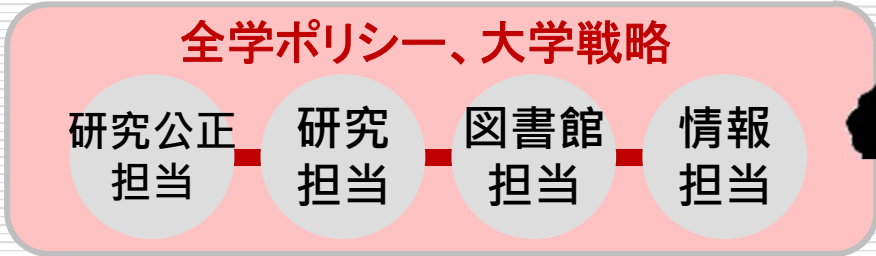 全学ポリシー、大学戦略
研究公正
担当
研究
担当
図書館
担当
情報
担当